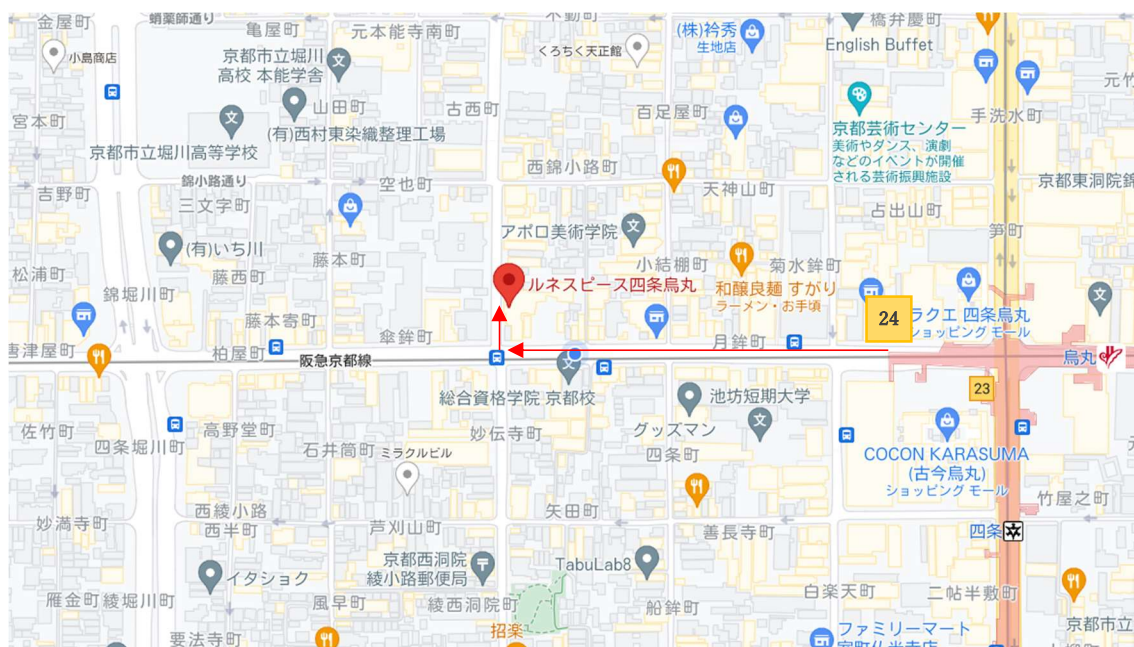 金屋町
蛸薬師通り
亀屋町
元本能寺南町
不動町
(株)衿秀
生地店
橋弁慶町
English Buffet
小島商店
京都市立堀川
高校 本能学舎
くろちく天正館
元竹
宮本町
山田町
古西町
百足屋町
手洗水町
(有)西村東染織整理工場
京都市立堀川高等学校
京都芸術センター
美術やダンス、演劇
などのイベントが開催
される芸術振興施設
西錦小路町
吉野町
錦小路通り
空也町
天神山町
京都東洞院錦
三文字町
占出山町
笋町
アポロ美術学院
(有)いち川
松浦町
藤西町
藤本町
小結棚町
菊水鉾町
錦堀川町
ルネスピース四条烏丸
和醸良麺 すがり
ラーメン・お手頃
藤本寄町
24
ラクエ 四条烏丸
ショッピング モール
唐津屋町
柏屋町
傘鉾町
月鉾町
阪急京都線
烏丸
23
総合資格学院 京都校
池坊短期大学
佐竹町
四条堀川町
高野堂町
石井筒町
ミラクルビル
妙伝寺町
グッズマン
四条町
COCON KARASUMA
(古今烏丸)
ショッピング モール
竹屋之町
妙満寺町
西綾小路
西半町
芦刈山町
矢田町
善長寺町
四条
京都西洞院
綾小路郵便局
TabuLab8
イタショク
雁金町
綾堀川町
風早町
綾西洞院町
船鉾町
白楽天町
二帖半敷町
要法寺町
招楽
ファミリーマート
京都市立